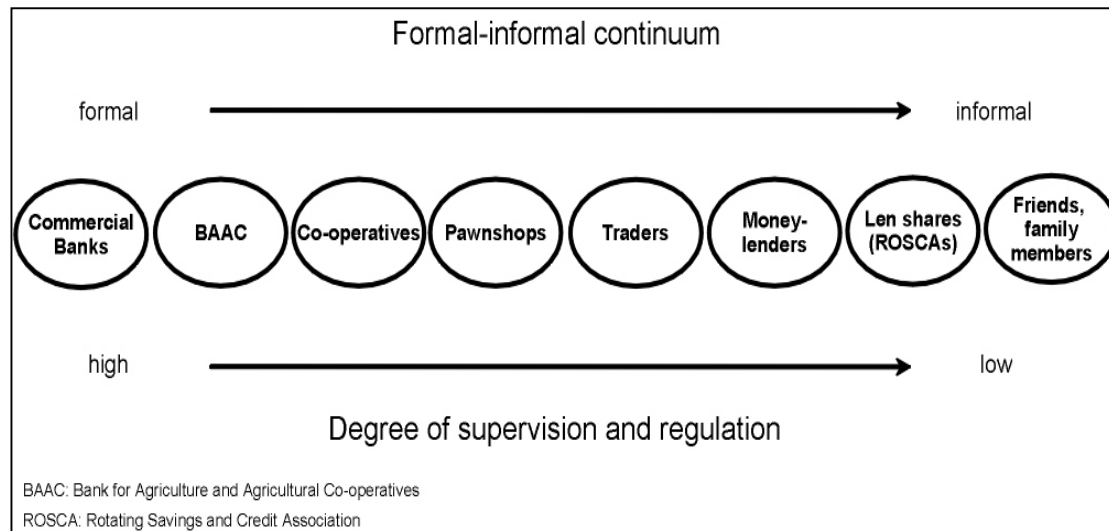 Formal-informal continuum
formal
informal
Commercial
Banks
BAAC
Co-operatives
Pawnshops
Traders
Money-
lenders
Len shares
(ROSCAs)
Friends,
family
members
high
low
Degree of supervision and regulation
BAAC: Bank for Agriculture and Agricultural Co-operatives
ROSCA: Rotating Savings and Credit Association